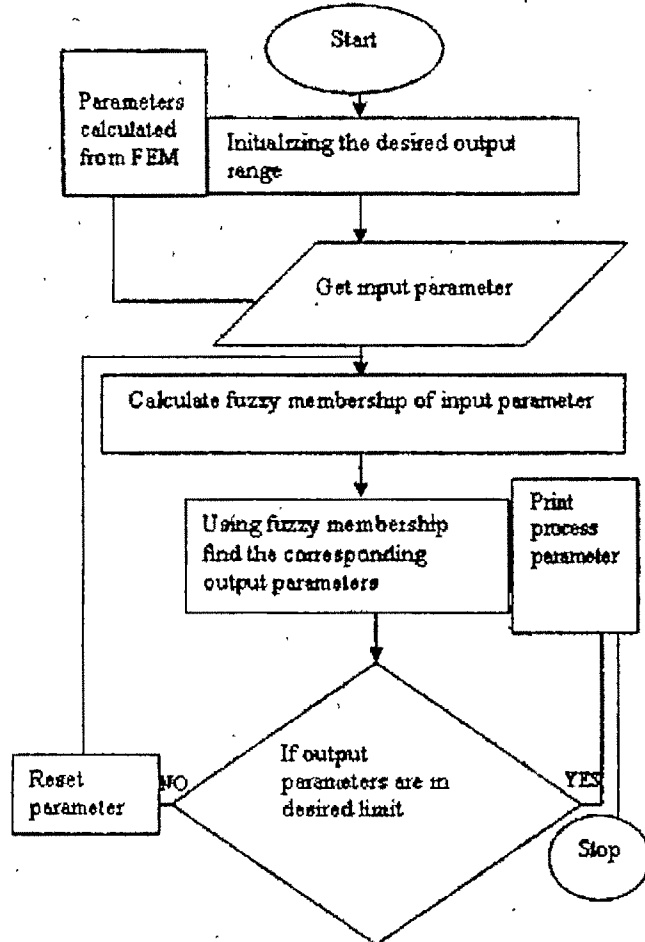 Start
Parameters
calculated
from FEM
Initializing the desired output
range
Get input parameter
Calculate fuzzy membership of input parameter
Using fuzzy membership
find the corresponding
output parameters
Print
process
parameter
If output
parameters are in
desired limit
NO
YES
Reset
parameter
Stop